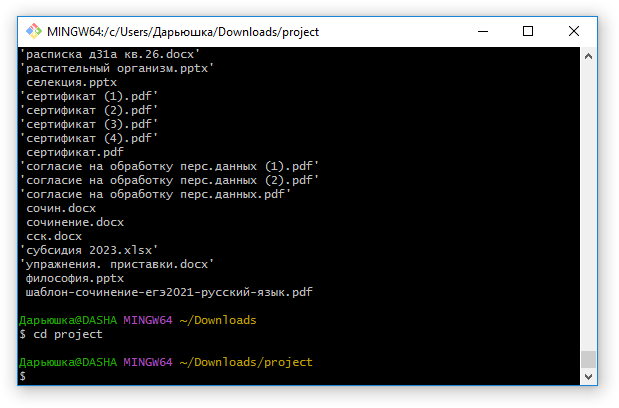 MINGW64:/c/Users/Дарьюшка/Downloads/project
'расписка д31а кв.26.docx'
'растительный организм.pptx'
селекция.pptx
'сертификат (1).pdf'
'сертификат (2).pdf'
'сертификат (3).pdf'
'сертификат (4).pdf'
сертификат.pdf
'согласие на обработку перс.данных (1).pdf'
'согласие на обработку перс.данных (2).pdf'
'согласие на обработку перс.данных.pdf'
сочин.docx
сочинение.docx
сск.docx
'субсидия 2023.xlsx'
'упражнения. приставки.docx'
философия.pptx
шаблон-сочинение-егэ2021-русский-язык.pdf
Дарьюшка@DASHA MINGW64 ~/Downloads
$ cd project
Дарьюшка@DASHA MINGW64 ~/Downloads/project
$